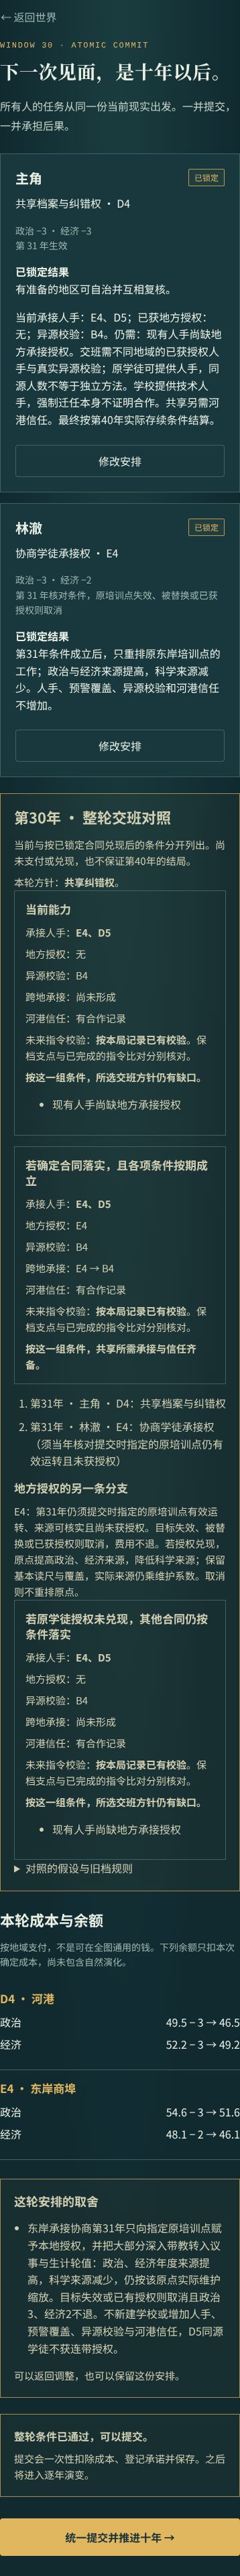 ← 返回世界
WINDOW 30 · ATOMIC COMMIT
下一次见面，是十年以后。
所有人的任务从同一份当前现实出发。一并提交，
一并承担后果。
主角
已锁定
共享档案与纠错权 · D4
政治 −3 · 经济 −3
第 31 年生效
已锁定结果
有准备的地区可自治并互相复核。
当前承接人手：E4、D5；已获地方授权：
无；异源校验：B4。仍需：现有人手尚缺地
方承接授权。交班需不同地域的已获授权人
手与真实异源校验；原学徒可提供人手，同
源人数不等于独立方法。学校提供技术人
手，强制迁任本身不证明合作。共享另需河
港信任。最终按第40年实际存续条件结算。
修改安排
林澈
已锁定
协商学徒承接权 · E4
政治 −3 · 经济 −2
第 31 年核对条件，原培训点失效、被替换或已获
授权则取消
已锁定结果
第31年条件成立后，只重排原东岸培训点的
工作；政治与经济来源提高，科学来源减
少。人手、预警覆盖、异源校验和河港信任
不增加。
修改安排
第30年 · 整轮交班对照
当前与按已锁定合同兑现后的条件分开列出。尚
未支付或兑现，也不保证第40年的结局。
本轮方针：共享纠错权。
当前能力
承接人手：E4、D5
地方授权：无
异源校验：B4
跨地承接：尚未形成
河港信任：有合作记录
未来指令校验：按本局记录已有校验。保
档支点与已完成的指令比对分别核对。
按这一组条件，所选交班方针仍有缺口。
• 现有人手尚缺地方承接授权
若确定合同落实，且各项条件按期成
立
承接人手：E4、D5
地方授权：E4
异源校验：B4
跨地承接：E4 → B4
河港信任：有合作记录
未来指令校验：按本局记录已有校验。保
档支点与已完成的指令比对分别核对。
按这一组条件，共享所需承接与信任齐
备。
1. 第31年 · 主角 · D4：共享档案与纠错权
2. 第31年 · 林澈 · E4：协商学徒承接权
（须当年核对提交时指定的原培训点仍有
效运转且未获授权）
地方授权的另一条分支
E4：第31年仍须提交时指定的原培训点有效运
转、来源可核实且尚未获授权。目标失效、被替
换或已获授权则取消，费用不退。若授权兑现，
原点提高政治、经济来源，降低科学来源；保留
基本读尺与覆盖，实际来源仍乘维护系数。取消
则不重排原点。
若原学徒授权未兑现，其他合同仍按
条件落实
承接人手：E4、D5
地方授权：无
异源校验：B4
跨地承接：尚未形成
河港信任：有合作记录
未来指令校验：按本局记录已有校验。保
档支点与已完成的指令比对分别核对。
按这一组条件，所选交班方针仍有缺口。
• 现有人手尚缺地方承接授权
▶ 对照的假设与旧档规则
本轮成本与余额
按地域支付，不是可在全图通用的钱。下列余额只扣本次
确定成本，尚未包含自然演化。
D4 · 河港
政治 49.5 − 3 → 46.5
经济 52.2 − 3 → 49.2
E4 · 东岸商埠
政治 54.6 − 3 → 51.6
经济 48.1 − 2 → 46.1
这轮安排的取舍
• 东岸承接协商第31年只向指定原培训点赋
予本地授权，并把大部分深入带教转入议
事与生计轮值：政治、经济年度来源提
高，科学来源减少，仍按该原点实际维护
缩放。目标失效或已有授权则取消且政治
3、经济2不退。不新建学校或增加人手、
预警覆盖、异源校验与河港信任，D5同源
学徒不获连带授权。
可以返回调整，也可以保留这份安排。
整轮条件已通过，可以提交。
提交会一次性扣除成本、登记承诺并保存。之后
将进入逐年演变。
统一提交并推进十年 →